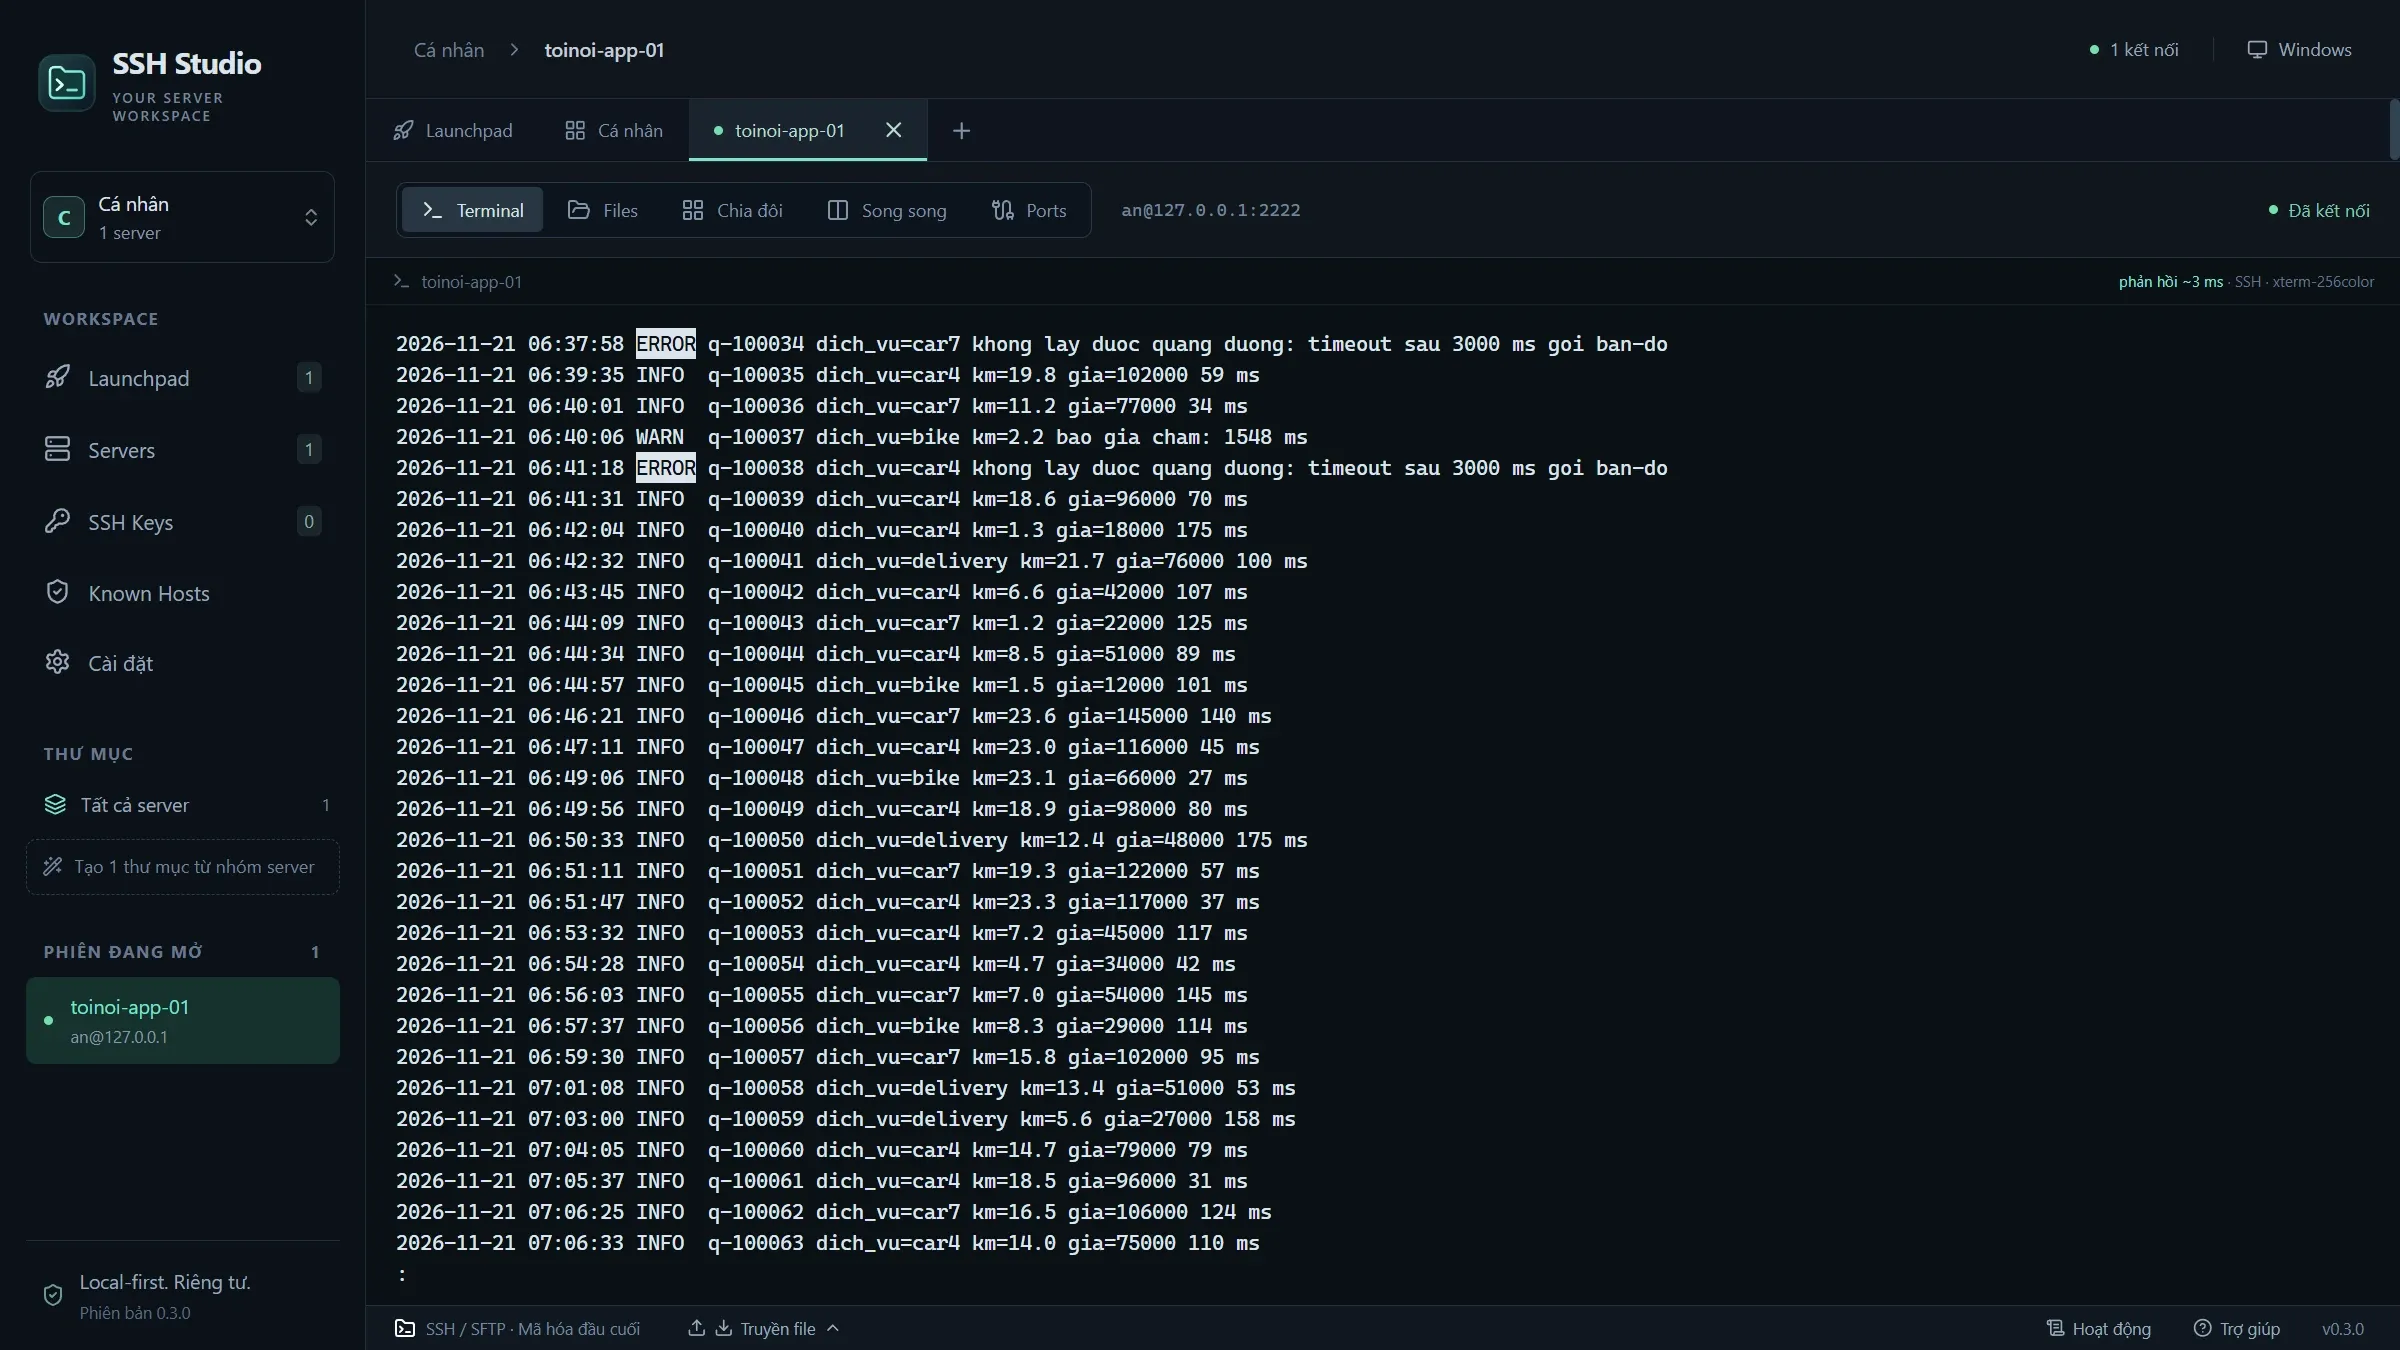 SSH Studio
YOUR SERVER
WORKSPACE
C
Cá nhân
1 server
WORKSPACE
Launchpad 1
Servers 1
SSH Keys 0
Known Hosts
Cài đặt
THƯ MỤC
Tất cả server 1
Tạo 1 thư mục từ nhóm server
PHIÊN ĐANG MỞ 1
toinoi-app-01
an@127.0.0.1
Local-first. Riêng tư.
Phiên bản 0.3.0
Cá nhân > toinoi-app-01
1 kết nối
Windows
Launchpad
Cá nhân
toinoi-app-01
Terminal
Files
Chia đôi
Song song
Ports
an@127.0.0.1:2222
Đã kết nối
toinoi-app-01
phản hồi ~3 ms · SSH · xterm-256color
2026-11-21 06:37:58 ERROR q-100034 dich_vu=car7 khong lay duoc quang duong: timeout sau 3000 ms goi ban-do
2026-11-21 06:39:35 INFO  q-100035 dich_vu=car4 km=19.8 gia=102000 59 ms
2026-11-21 06:40:01 INFO  q-100036 dich_vu=car7 km=11.2 gia=77000 34 ms
2026-11-21 06:40:06 WARN  q-100037 dich_vu=bike km=2.2 bao gia cham: 1548 ms
2026-11-21 06:41:18 ERROR q-100038 dich_vu=car4 khong lay duoc quang duong: timeout sau 3000 ms goi ban-do
2026-11-21 06:41:31 INFO  q-100039 dich_vu=car4 km=18.6 gia=96000 70 ms
2026-11-21 06:42:04 INFO  q-100040 dich_vu=car4 km=1.3 gia=18000 175 ms
2026-11-21 06:42:32 INFO  q-100041 dich_vu=delivery km=21.7 gia=76000 100 ms
2026-11-21 06:43:45 INFO  q-100042 dich_vu=car4 km=6.6 gia=42000 107 ms
2026-11-21 06:44:09 INFO  q-100043 dich_vu=car7 km=1.2 gia=22000 125 ms
2026-11-21 06:44:34 INFO  q-100044 dich_vu=car4 km=8.5 gia=51000 89 ms
2026-11-21 06:44:57 INFO  q-100045 dich_vu=bike km=1.5 gia=12000 101 ms
2026-11-21 06:46:21 INFO  q-100046 dich_vu=car7 km=23.6 gia=145000 140 ms
2026-11-21 06:47:11 INFO  q-100047 dich_vu=car4 km=23.0 gia=116000 45 ms
2026-11-21 06:49:06 INFO  q-100048 dich_vu=bike km=23.1 gia=66000 27 ms
2026-11-21 06:49:56 INFO  q-100049 dich_vu=car4 km=18.9 gia=98000 80 ms
2026-11-21 06:50:33 INFO  q-100050 dich_vu=delivery km=12.4 gia=48000 175 ms
2026-11-21 06:51:11 INFO  q-100051 dich_vu=car7 km=19.3 gia=122000 57 ms
2026-11-21 06:51:47 INFO  q-100052 dich_vu=car4 km=23.3 gia=117000 37 ms
2026-11-21 06:53:32 INFO  q-100053 dich_vu=car4 km=7.2 gia=45000 117 ms
2026-11-21 06:54:28 INFO  q-100054 dich_vu=car4 km=4.7 gia=34000 42 ms
2026-11-21 06:56:03 INFO  q-100055 dich_vu=car7 km=7.0 gia=54000 145 ms
2026-11-21 06:57:37 INFO  q-100056 dich_vu=bike km=8.3 gia=29000 114 ms
2026-11-21 06:59:30 INFO  q-100057 dich_vu=car7 km=15.8 gia=102000 95 ms
2026-11-21 07:01:08 INFO  q-100058 dich_vu=delivery km=13.4 gia=51000 53 ms
2026-11-21 07:03:00 INFO  q-100059 dich_vu=delivery km=5.6 gia=27000 158 ms
2026-11-21 07:04:05 INFO  q-100060 dich_vu=car4 km=14.7 gia=79000 79 ms
2026-11-21 07:05:37 INFO  q-100061 dich_vu=car4 km=18.5 gia=96000 31 ms
2026-11-21 07:06:25 INFO  q-100062 dich_vu=car7 km=16.5 gia=106000 124 ms
2026-11-21 07:06:33 INFO  q-100063 dich_vu=car4 km=14.0 gia=75000 110 ms
:
SSH / SFTP · Mã hóa đầu cuối
Truyền file
Hoạt động
Trợ giúp
v0.3.0